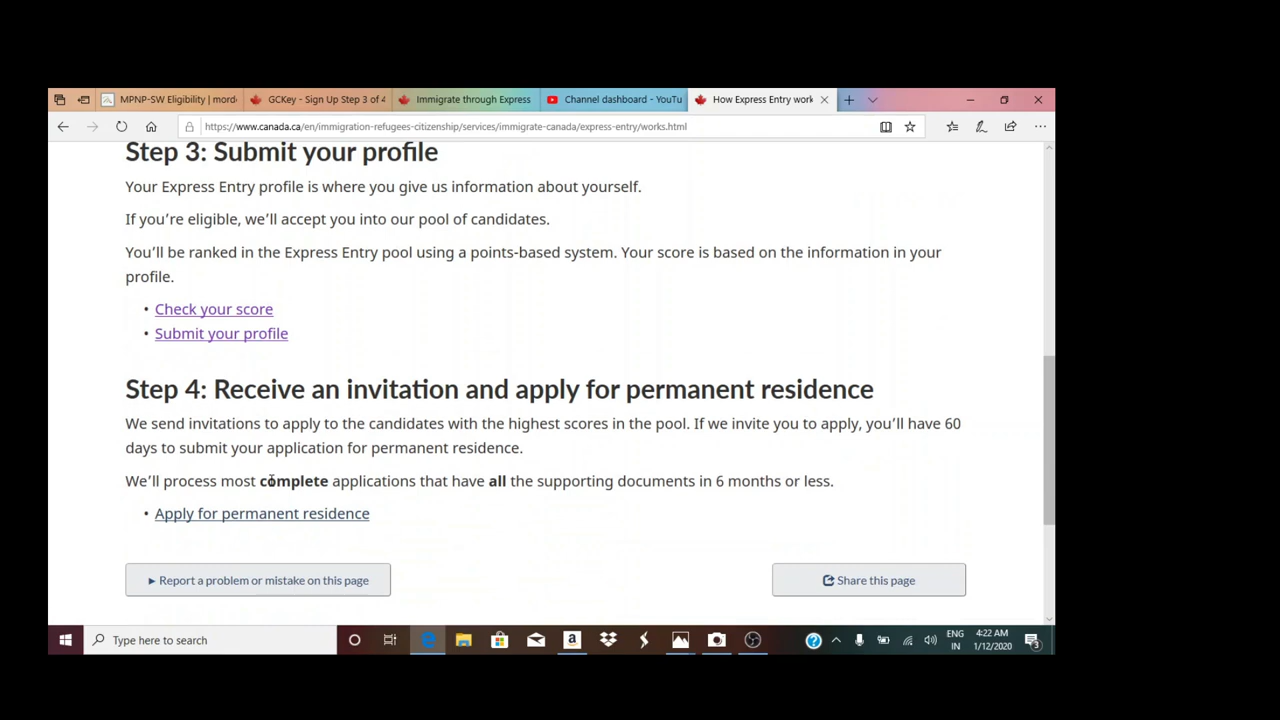 MPNP-SW Eligibility | mord
GCKey - Sign Up Step 3 of 4
Immigrate through Express
Channel dashboard - YouTu
How Express Entry work
https://www.canada.ca/en/immigration-refugees-citizenship/services/immigrate-canada/express-entry/works.html
Step 3: Submit your profile
Your Express Entry profile is where you give us information about yourself.
If you're eligible, we'll accept you into our pool of candidates.
You'll be ranked in the Express Entry pool using a points-based system. Your score is based on the information in your
profile.
• Check your score
• Submit your profile
Step 4: Receive an invitation and apply for permanent residence
We send invitations to apply to the candidates with the highest scores in the pool. If we invite you to apply, you'll have 60
days to submit your application for permanent residence.
We'll process most complete applications that have all the supporting documents in 6 months or less.
• Apply for permanent residence
Report a problem or mistake on this page
Share this page
Type here to search
ENG
IN
4:22 AM
1/12/2020
3